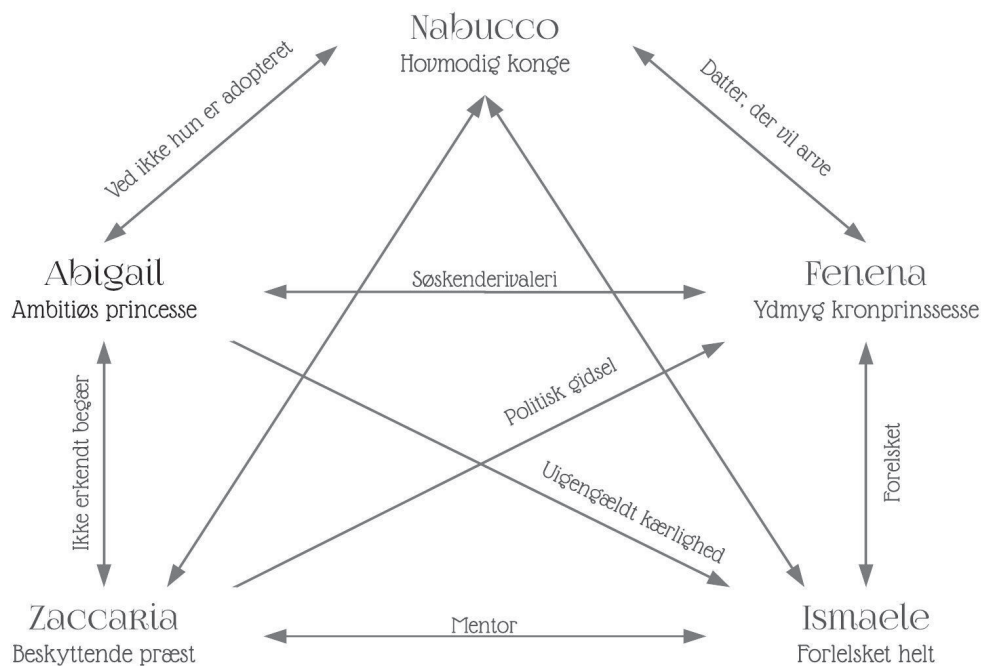 Nabucco
Hovmodig konge
Ved ikke hun er adopteret
Datter, der vil arve
Abigail
Ambitiøs princesse
Søskenderivaleri
Fenena
Ydmyg kronprinssesse
Ikke erkendt begær
Politisk gidsel
Uigengældt kærlighed
Forelsket
Zaccaria
Beskyttende præst
Mentor
Ismaele
Forlelsket helt